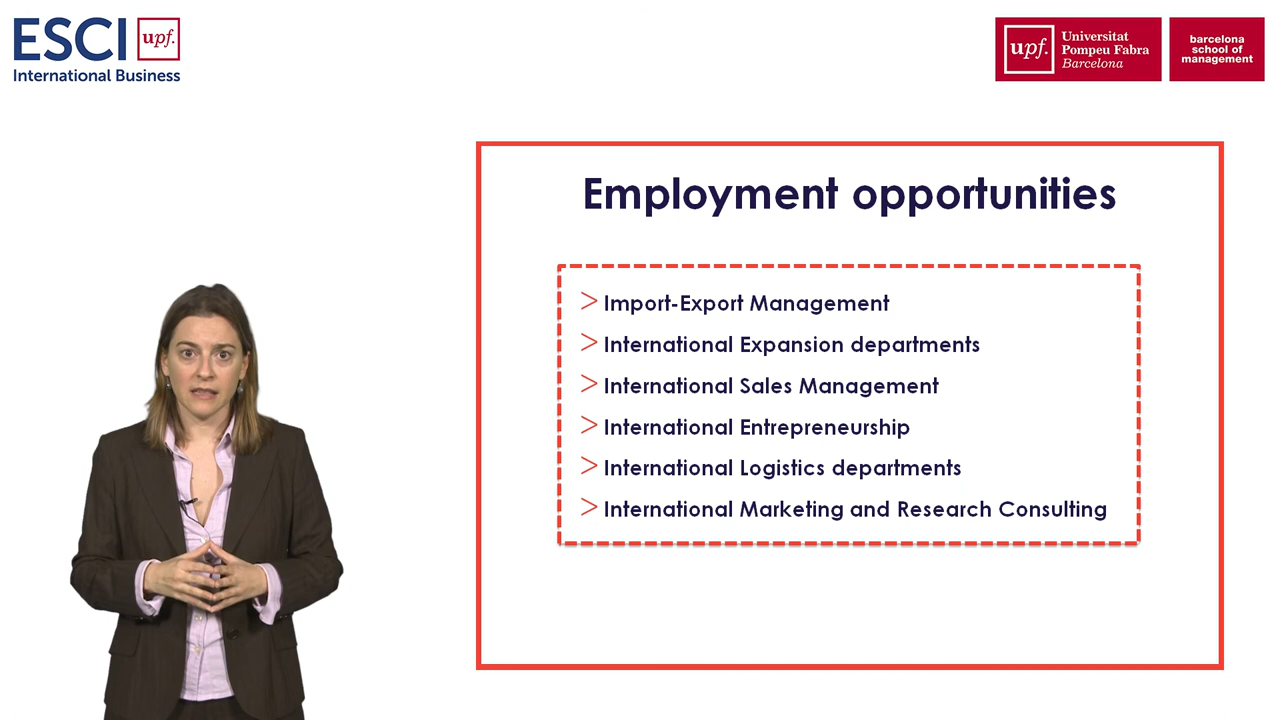 ESCI upf.
International Business
upf. Universitat
Pompeu Fabra
Barcelona
barcelona
school of
management
Employment opportunities
> Import-Export Management
> International Expansion departments
> International Sales Management
> International Entrepreneurship
> International Logistics departments
> International Marketing and Research Consulting